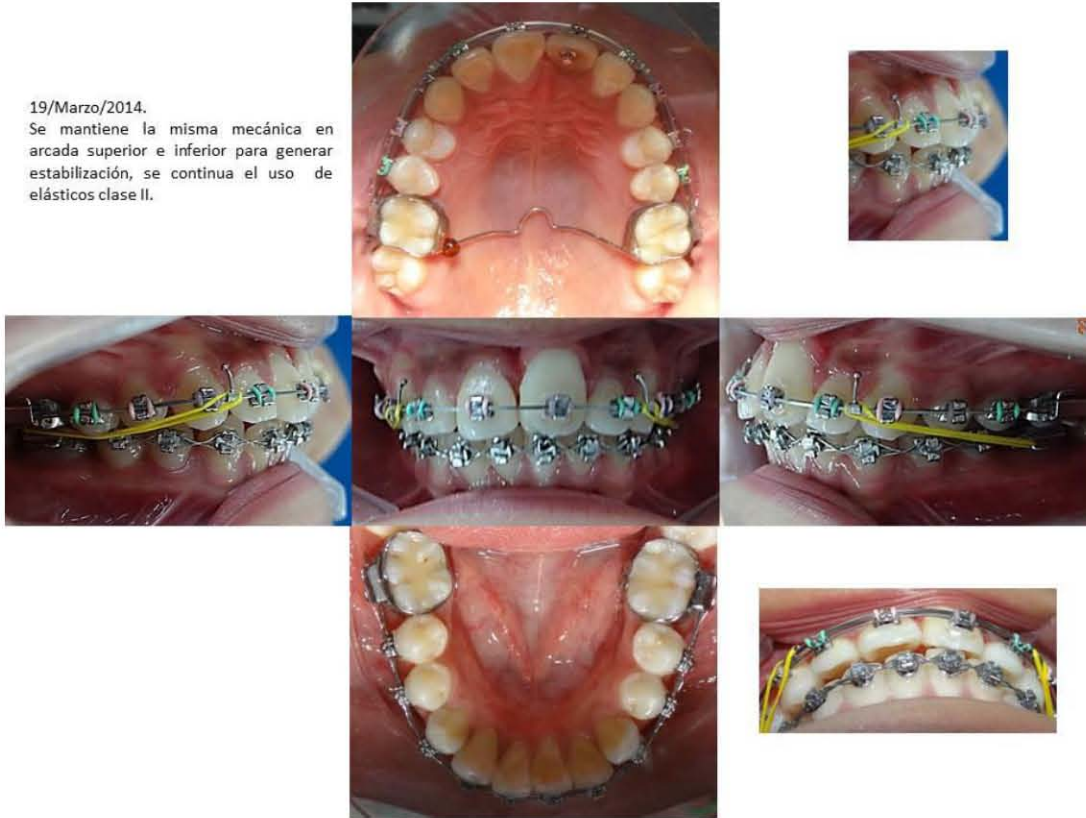 19/Marzo/2014.
Se mantiene la misma mecánica en
arcada superior e inferior para generar
estabilización, se continua el uso de
elásticos clase II.